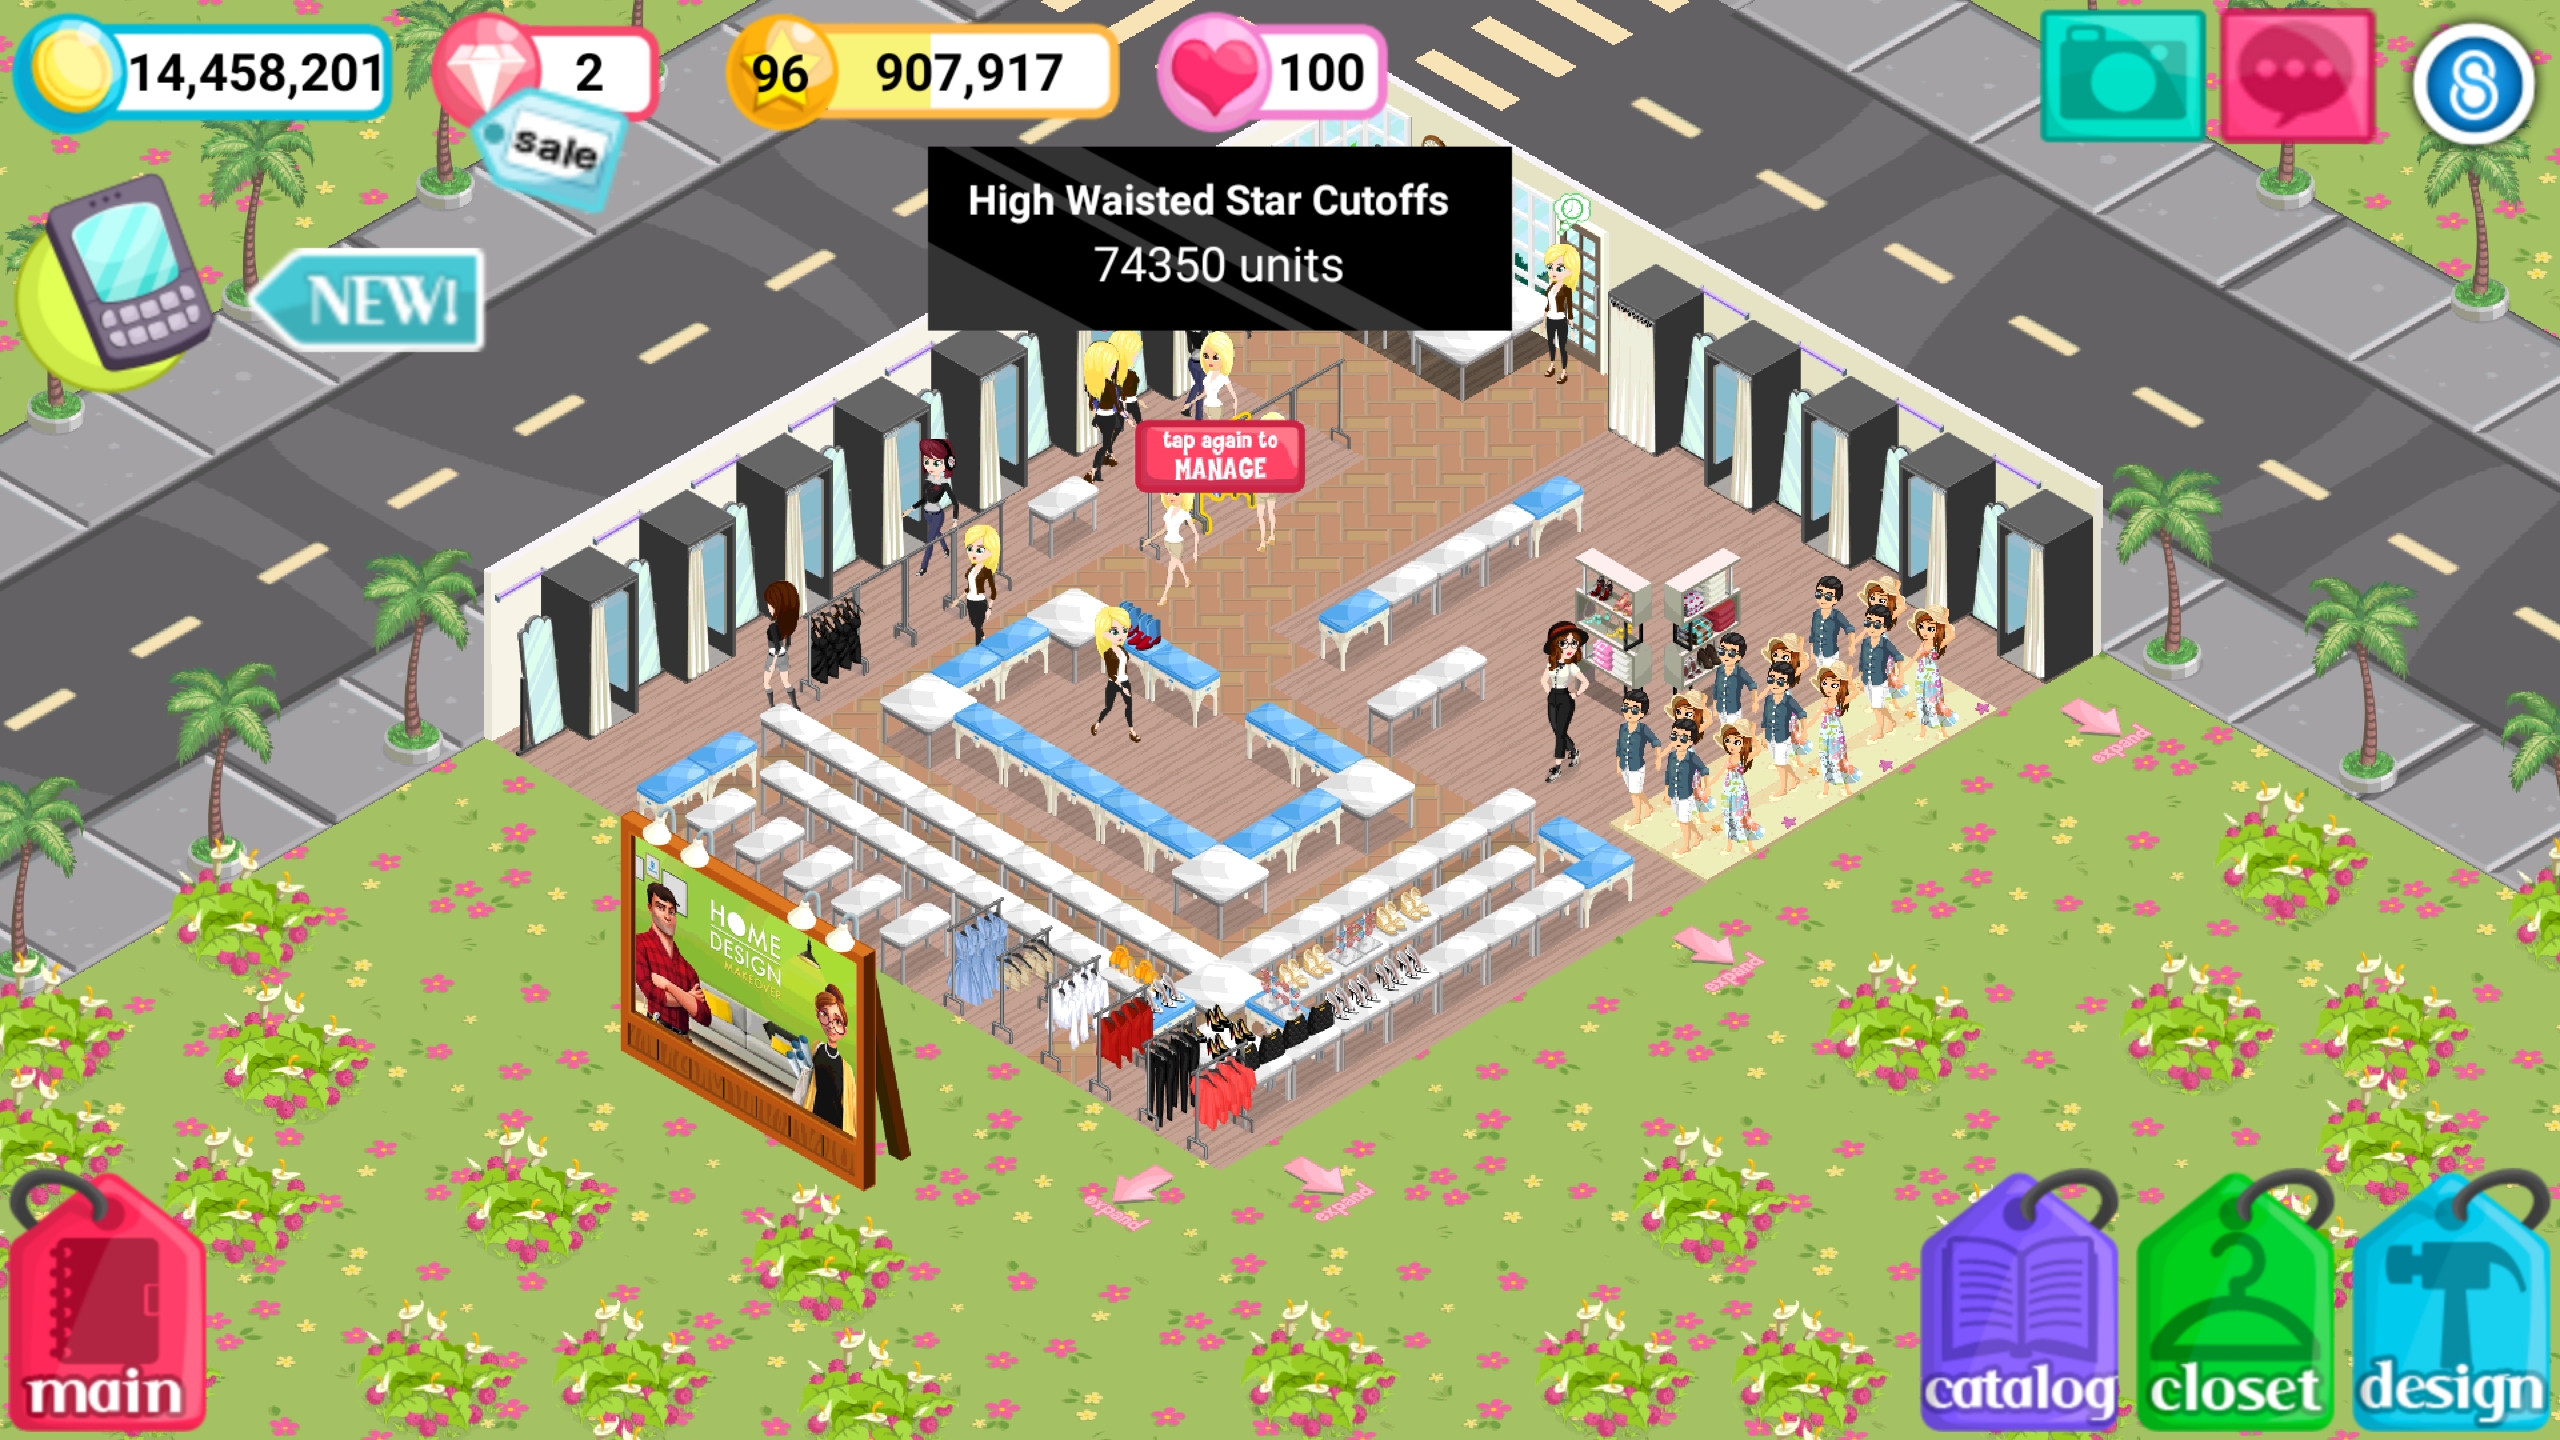 14,458,201
2
96
907,917
100
sale
NEW!
High Waisted Star Cutoffs
74350 units
tap again to
MANAGE
expand
HOME
DESIGN
MAKEOVER
expand
expand
expand
main
catalog
closet
design